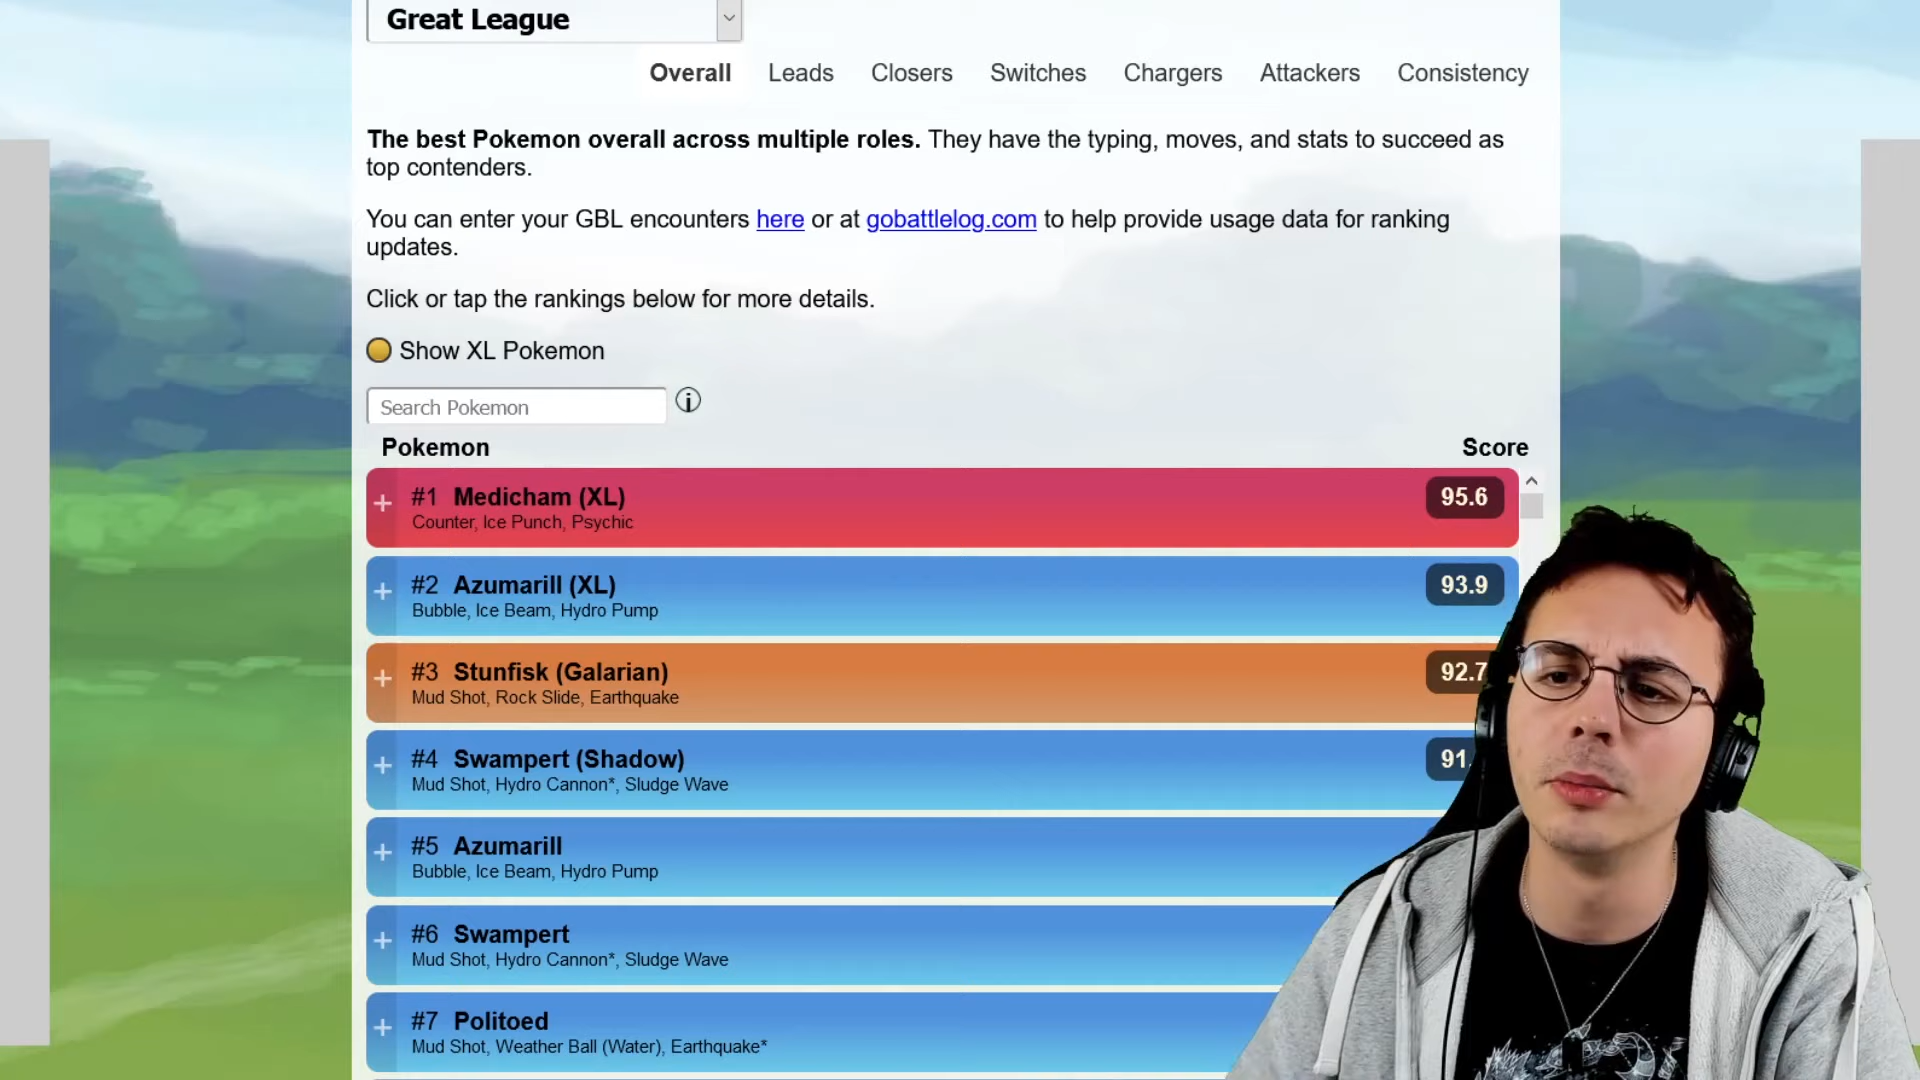 Great League
Overall Leads Closers Switches Chargers Attackers Consistency
The best Pokemon overall across multiple roles. They have the typing, moves, and stats to succeed as
top contenders.
You can enter your GBL encounters here or at gobattlelog.com to help provide usage data for ranking
updates.
Click or tap the rankings below for more details.
Show XL Pokemon
Search Pokemon
Pokemon Score
#1 Medicham (XL) 95.6
Counter, Ice Punch, Psychic
#2 Azumarill (XL) 93.9
Bubble, Ice Beam, Hydro Pump
#3 Stunfisk (Galarian) 92.7
Mud Shot, Rock Slide, Earthquake
#4 Swampert (Shadow) 91.
Mud Shot, Hydro Cannon*, Sludge Wave
#5 Azumarill
Bubble, Ice Beam, Hydro Pump
#6 Swampert
Mud Shot, Hydro Cannon*, Sludge Wave
#7 Politoed
Mud Shot, Weather Ball (Water), Earthquake*